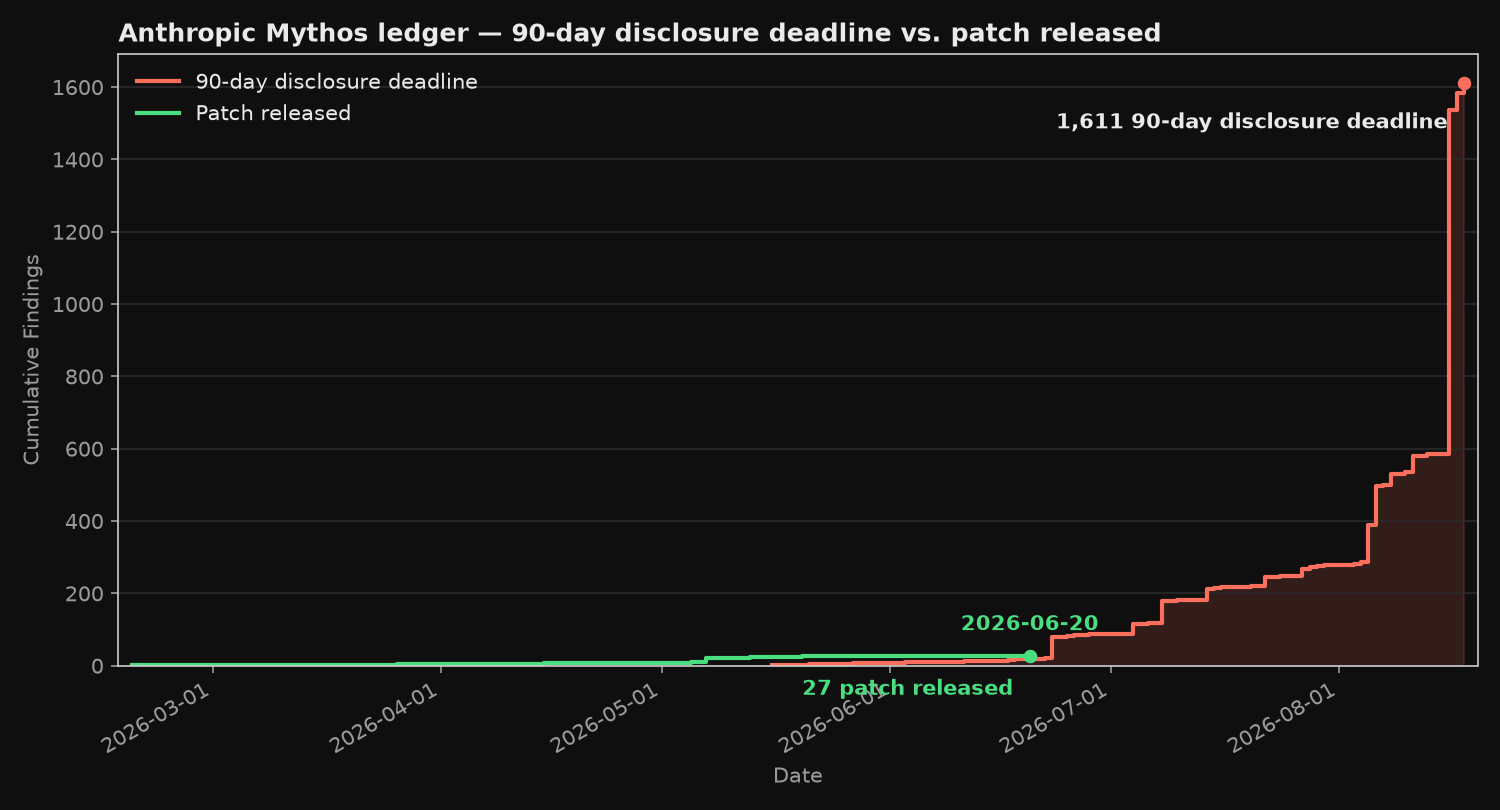 Anthropic Mythos ledger — 90-day disclosure deadline vs. patch released
90-day disclosure deadline
Patch released
1,611 90-day disclosure deadline
2026-06-20
27 patch released
Cumulative Findings
1600
1400
1200
1000
800
600
400
200
0
2026-03-01
2026-04-01
2026-05-01
2026-06-01
2026-07-01
2026-08-01
Date